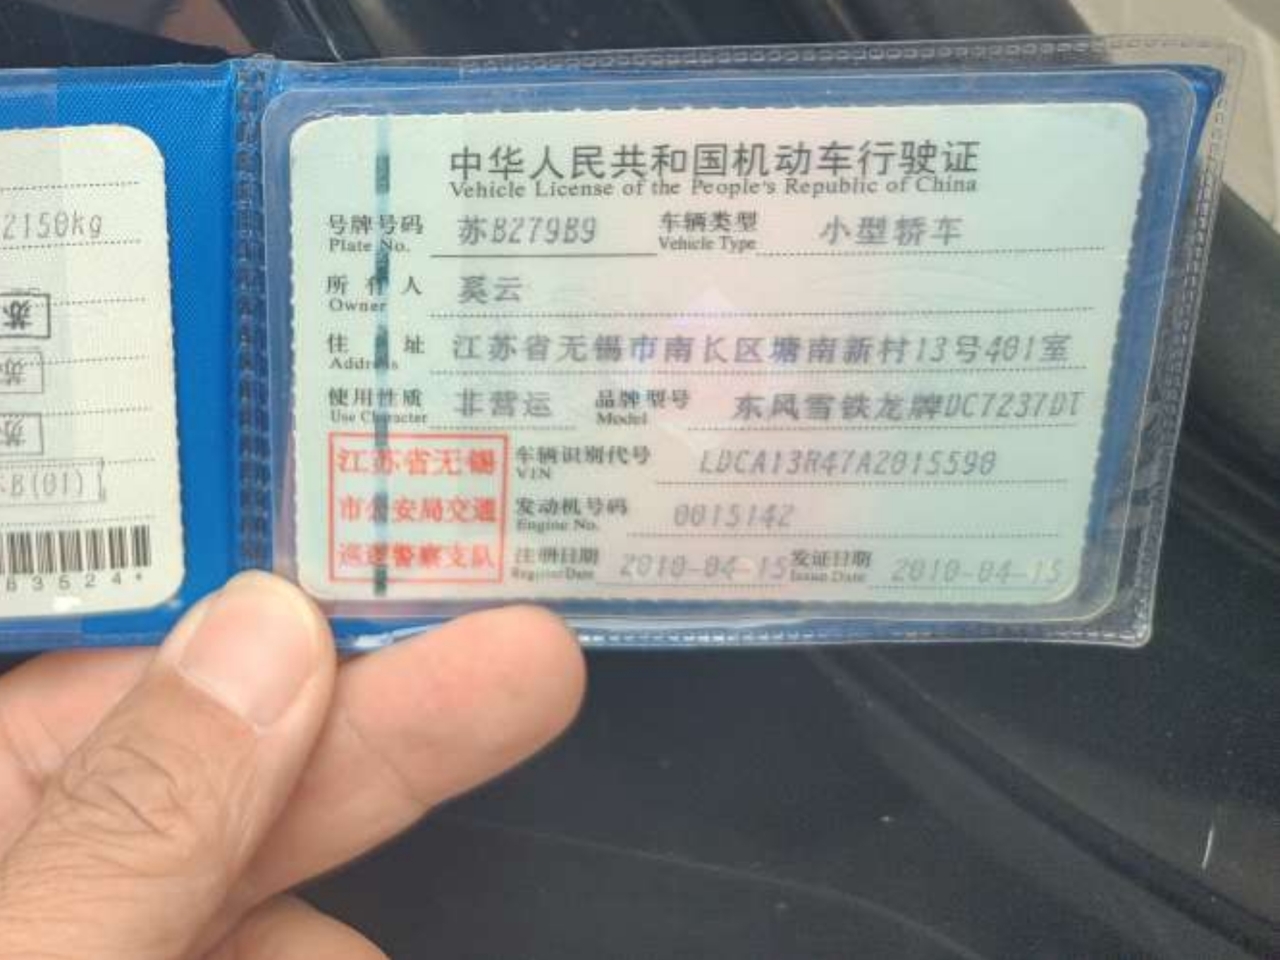 2150kg
苏
苏
苏
B(01)
83524*
中华人民共和国机动车行驶证
Vehicle License of the People's Republic of China
号牌号码 苏B279B9 车辆类型 小型轿车
Plate No. Vehicle Type
所有人 奚云
Owner
住址 江苏省无锡市南长区塘南新村13号401室
Address
使用性质 非营运 品牌型号 东风雪铁龙牌DC7237DT
Use Character Model
江苏省无锡 车辆识别代号 LDCA13R47A2015590
VIN
市公安局交通 发动机号码 0015142
Engine No.
巡逻警察支队 注册日期 2010-04-15 发证日期 2010-04-15
Register Date Issue Date